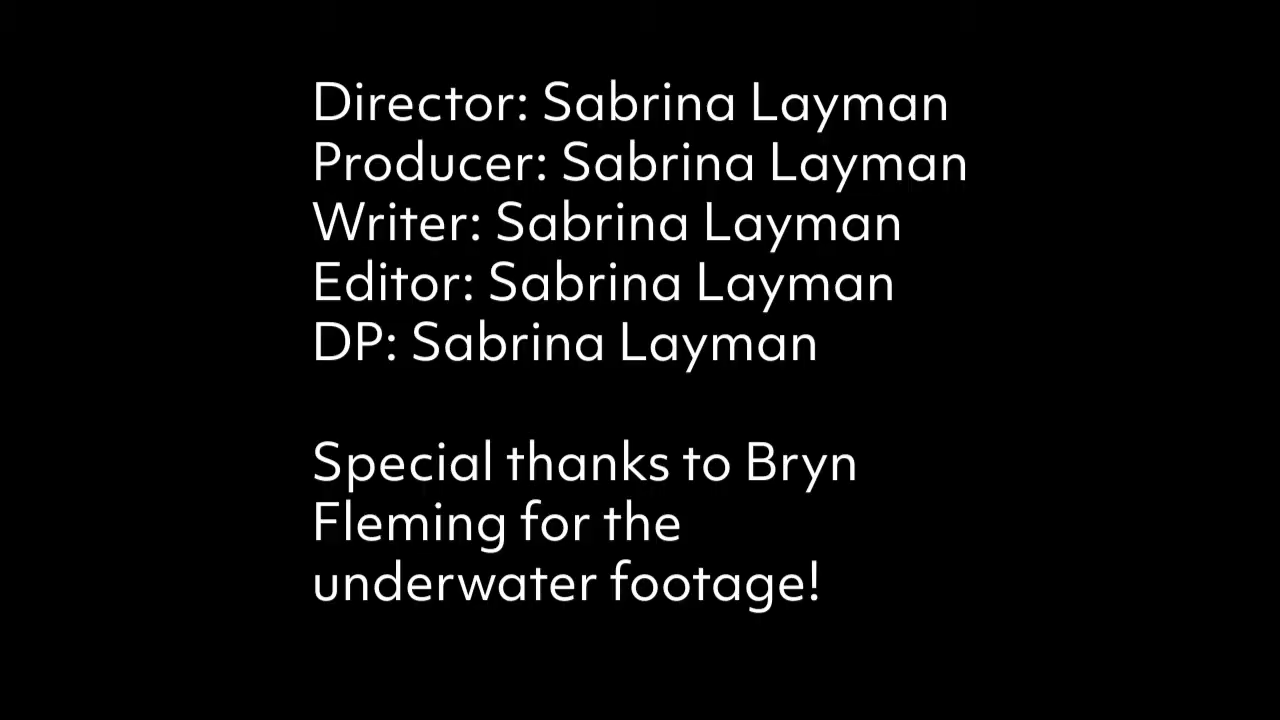 Director: Sabrina Layman
Producer: Sabrina Layman
Writer: Sabrina Layman
Editor: Sabrina Layman
DP: Sabrina Layman
Special thanks to Bryn
Fleming for the
underwater footage!